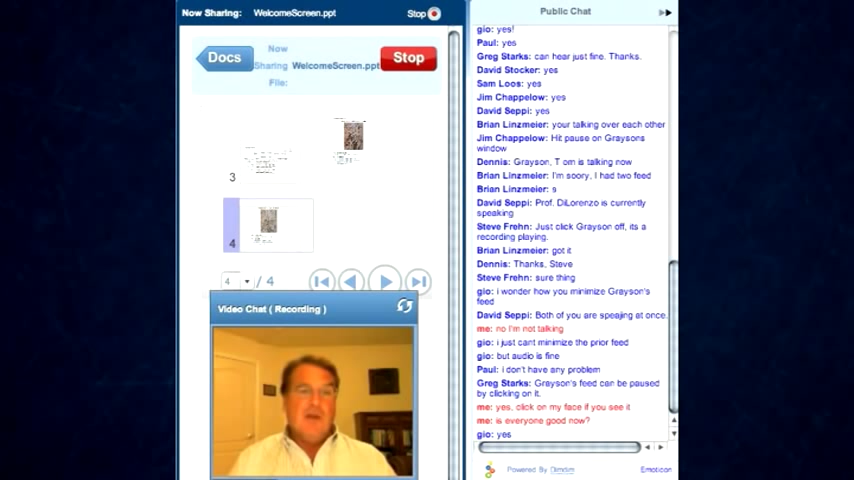 Now Sharing: WelcomeScreen.ppt Stop
Docs
Now Sharing File: WelcomeScreen.ppt
Stop
3
4
4 / 4
Video Chat ( Recording )
Public Chat
gio: yes!
Paul: yes
Greg Starks: can hear just fine. Thanks.
David Stocker: yes
Sam Loos: yes
Jim Chappelow: yes
David Seppi: yes
Brian Linzmeier: your talking over each other
Jim Chappelow: Hit pause on Graysons
window
Dennis: Grayson, T om is talking now
Brian Linzmeier: I'm soory, I had two feed
Brian Linzmeier: s
David Seppi: Prof. DiLorenzo is currently
speaking
Steve Frehn: Just click Grayson off, its a
recording playing.
Brian Linzmeier: got it
Dennis: Thanks, Steve
Steve Frehn: sure thing
gio: i wonder how you minimize Grayson's
feed
David Seppi: Both of you are speajing at once.
me: no I'm not talking
gio: i just cant minimize the prior feed
gio: but audio is fine
Paul: i don't have any problem
Greg Starks: Grayson's feed can be paused
by clicking on it.
me: yes, click on my face if you see it
me: is everyone good now?
gio: yes
Powered By Dimdim
Emoticon